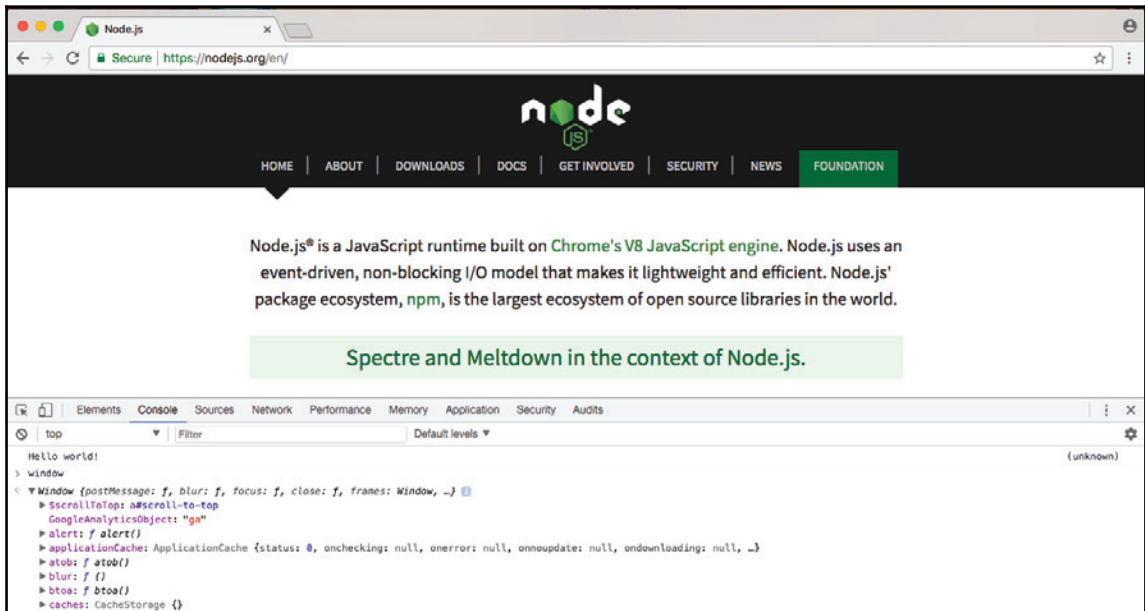 Node.js
Secure | https://nodejs.org/en/
node
JS
HOME | ABOUT | DOWNLOADS | DOCS | GET INVOLVED | SECURITY | NEWS FOUNDATION
Node.js® is a JavaScript runtime built on Chrome's V8 JavaScript engine. Node.js uses an
event-driven, non-blocking I/O model that makes it lightweight and efficient. Node.js'
package ecosystem, npm, is the largest ecosystem of open source libraries in the world.
Spectre and Meltdown in the context of Node.js.
Elements Console Sources Network Performance Memory Application Security Audits
top Filter Default levels
Hello world! (unknown)
> window
Window {postMessage: ƒ, blur: ƒ, focus: ƒ, close: ƒ, frames: Window, …}
$scrollToTop: a#scroll-to-top
GoogleAnalyticsObject: "ga"
alert: ƒ alert()
applicationCache: ApplicationCache {status: 0, onchecking: null, onerror: null, onnoupdate: null, ondownloading: null, …}
atob: ƒ atob()
blur: ƒ ()
btoa: ƒ btoa()
caches: CacheStorage {}